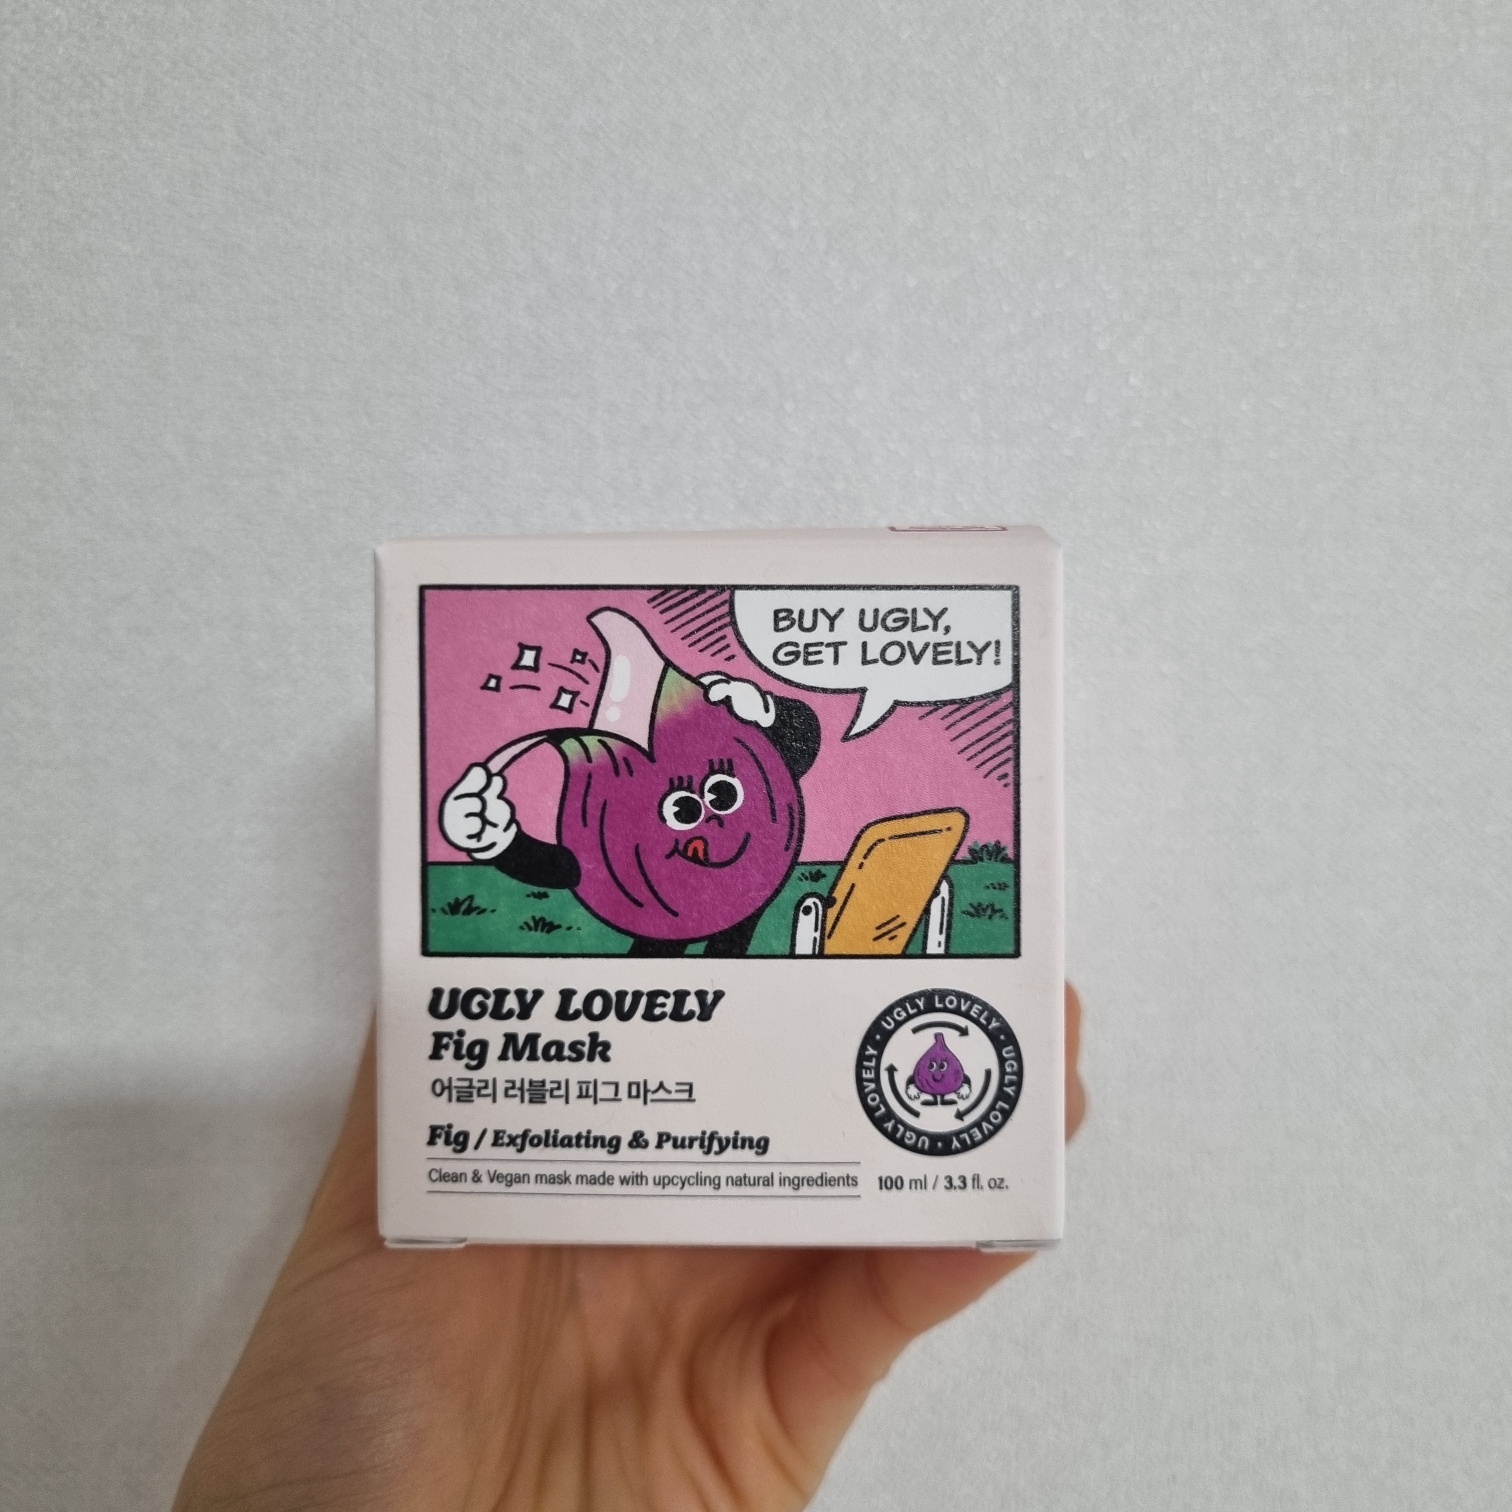 BUY UGLY,
GET LOVELY!
UGLY LOVELY
Fig Mask
어글리 러블리 피그 마스크
Fig / Exfoliating & Purifying
Clean & Vegan mask made with upcycling natural ingredients
UGLY LOVELY • UGLY LOVELY • UGLY LOVELY •
100 ml / 3.3 fl. oz.